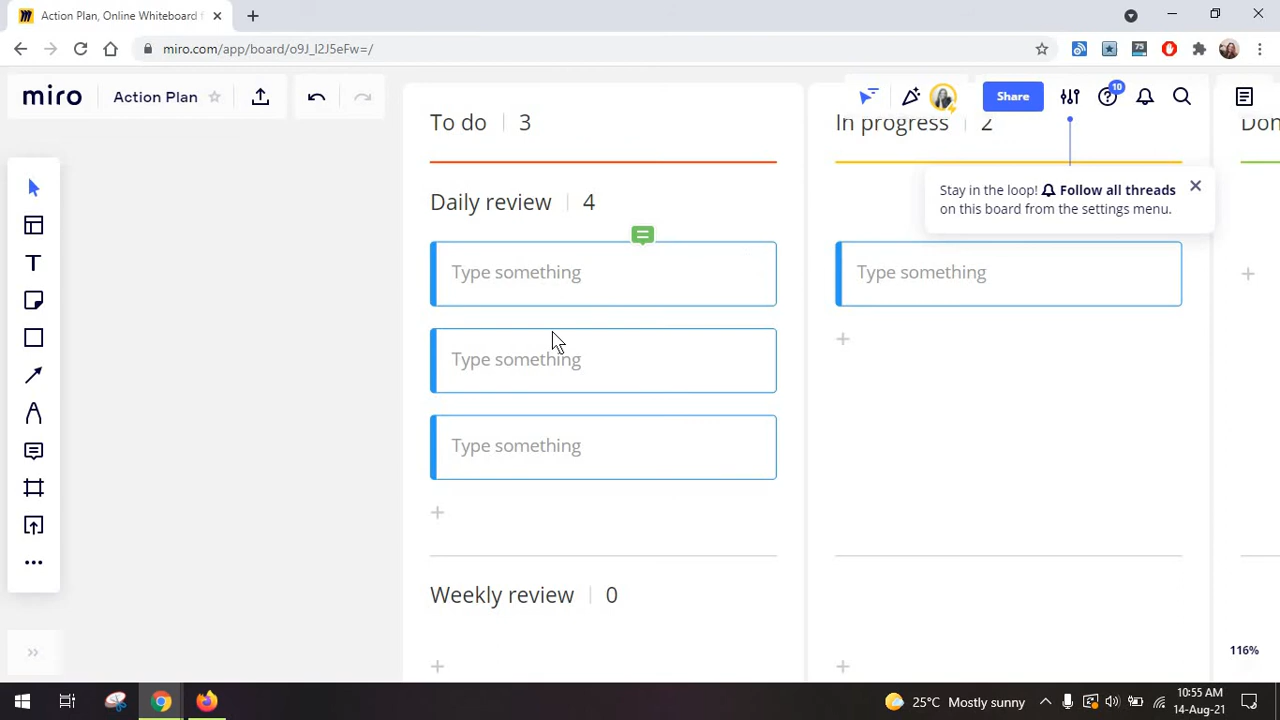 Action Plan, Online Whiteboard f
miro.com/app/board/o9J_l2J5eFw=/
75
miro
Action Plan
Share
10
To do 3
In progress 2
Don
Stay in the loop! Follow all threads
on this board from the settings menu.
Daily review 4
Type something
Type something
Type something
Type something
Weekly review 0
116%
25°C Mostly sunny
10:55 AM
14-Aug-21